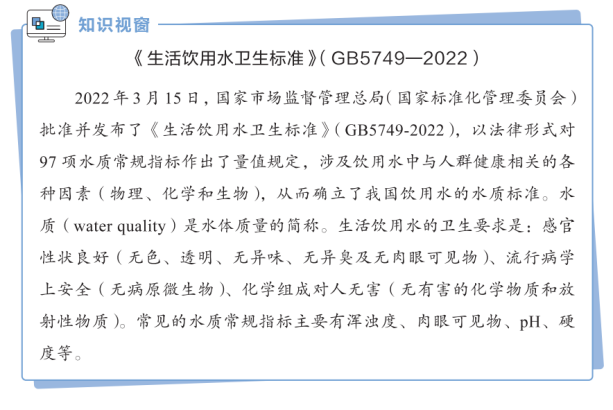 知识视窗
《生活饮用水卫生标准》（GB5749—2022）
2022年3月15日，国家市场监督管理总局（国家标准化管理委员会）
批准并发布了《生活饮用水卫生标准》（GB5749-2022），以法律形式对
97项水质常规指标作出了量值规定，涉及饮用水中与人群健康相关的各
种因素（物理、化学和生物），从而确立了我国饮用水的水质标准。水
质（water quality）是水体质量的简称。生活饮用水的卫生要求是：感官
性状良好（无色、透明、无异味、无异臭及无肉眼可见物）、流行病学
上安全（无病原微生物）、化学组成对人无害（无有害的化学物质和放
射性物质）。常见的水质常规指标主要有浑浊度、肉眼可见物、pH、硬
度等。